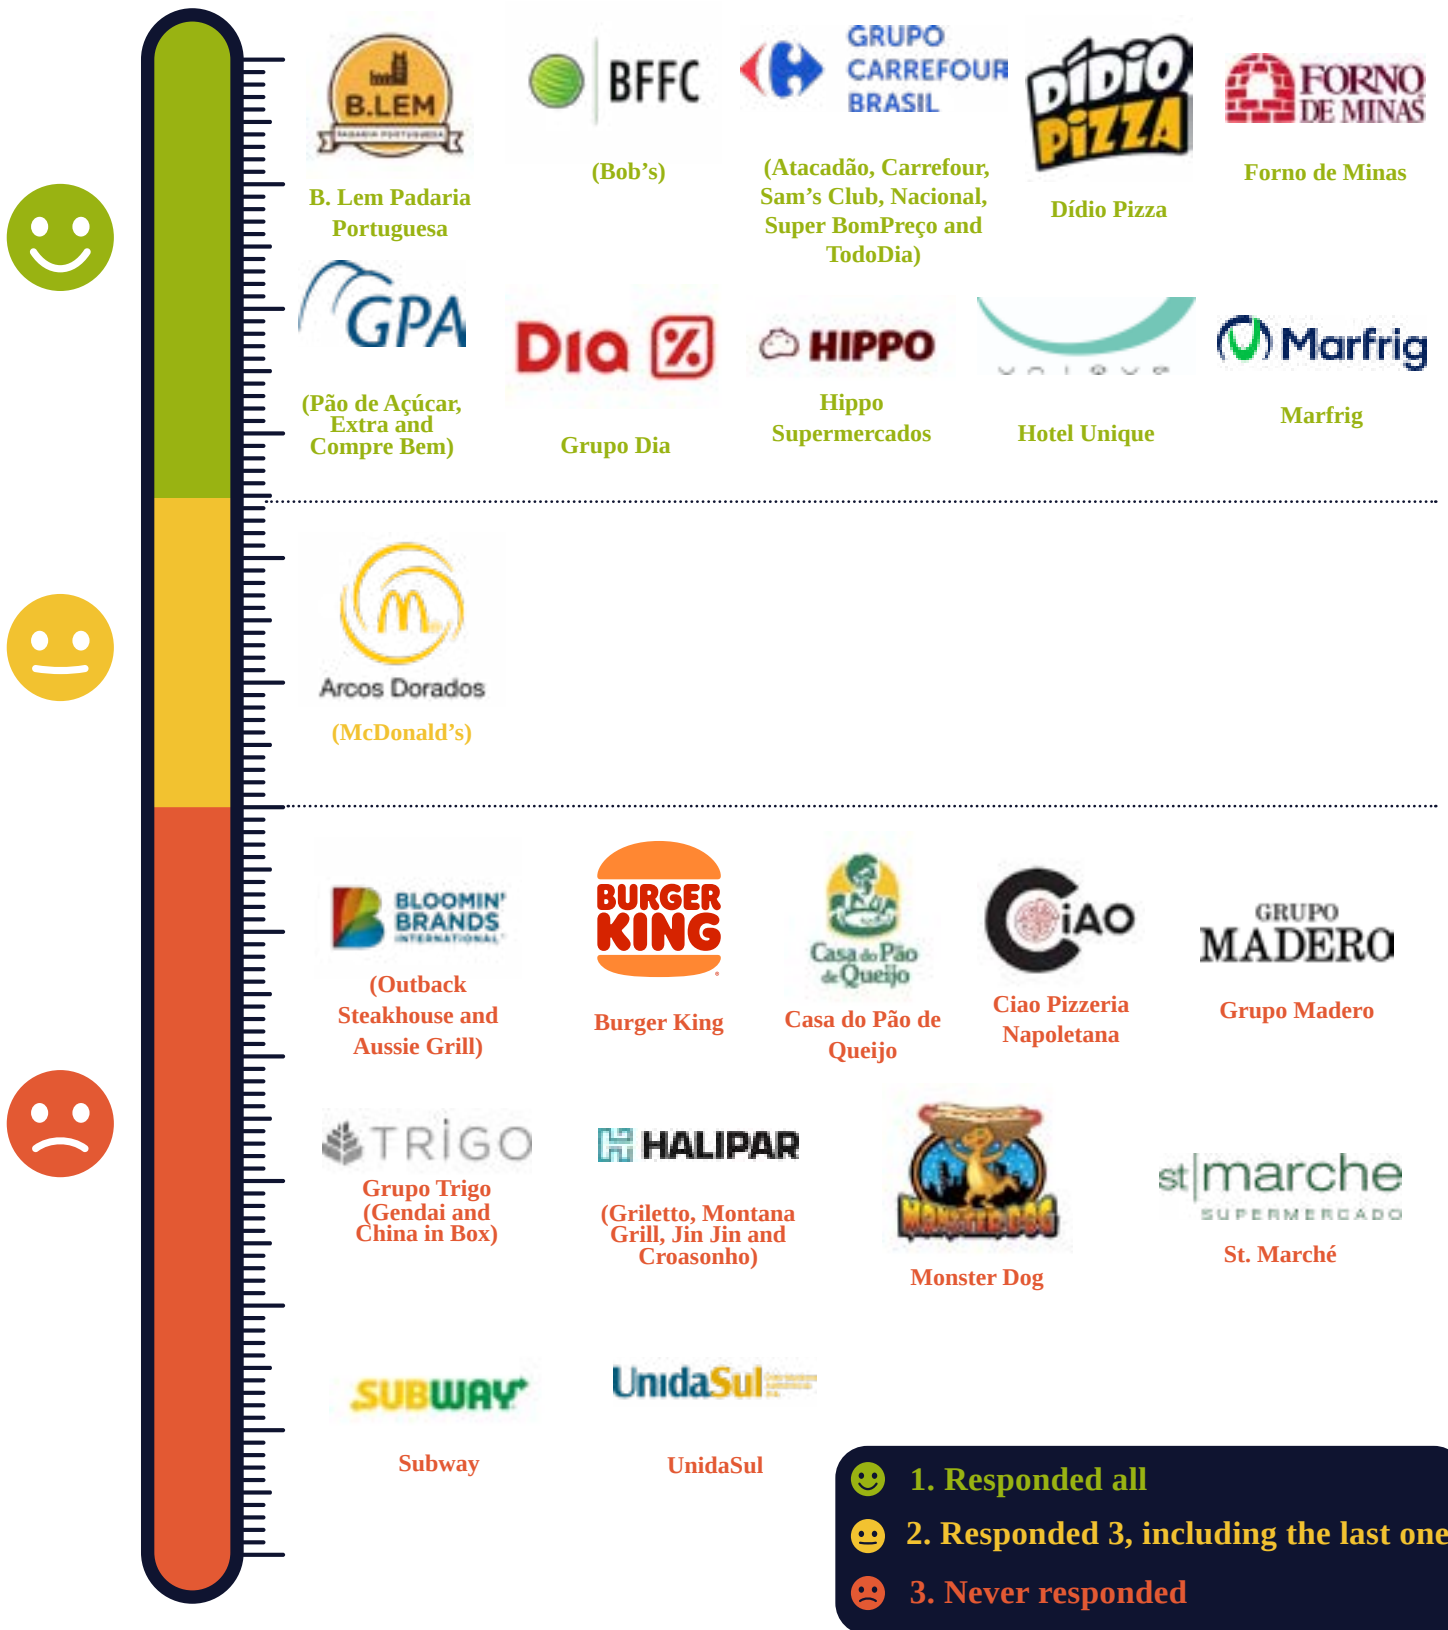 B.LEM
PADARIA PORTUGUESA
B. Lem Padaria
Portuguesa
BFFC
(Bob's)
GRUPO
CARREFOUR
BRASIL
(Atacadão, Carrefour,
Sam's Club, Nacional,
Super BomPreço and
TodoDia)
DÍDIO
PIZZA
Dídio Pizza
FORNO
DE MINAS
Forno de Minas
GPA
(Pão de Açúcar,
Extra and
Compre Bem)
Dia %
Grupo Dia
HIPPO
Hippo
Supermercados
Hotel Unique
Marfrig
Marfrig
Arcos Dorados
(McDonald's)
BLOOMIN'
BRANDS
INTERNATIONAL
(Outback
Steakhouse and
Aussie Grill)
BURGER
KING
Burger King
Casa do Pão
de Queijo
Casa do Pão de
Queijo
CiAO
Ciao Pizzeria
Napoletana
GRUPO
MADERO
Grupo Madero
TRIGO
Grupo Trigo
(Gendai and
China in Box)
HALIPAR
(Griletto, Montana
Grill, Jin Jin and
Croasonho)
MONSTER DOG
Monster Dog
st|marche
SUPERMERCADO
St. Marché
SUBWAY
Subway
UnidaSul
UnidaSul
1. Responded all
2. Responded 3, including the last one
3. Never responded